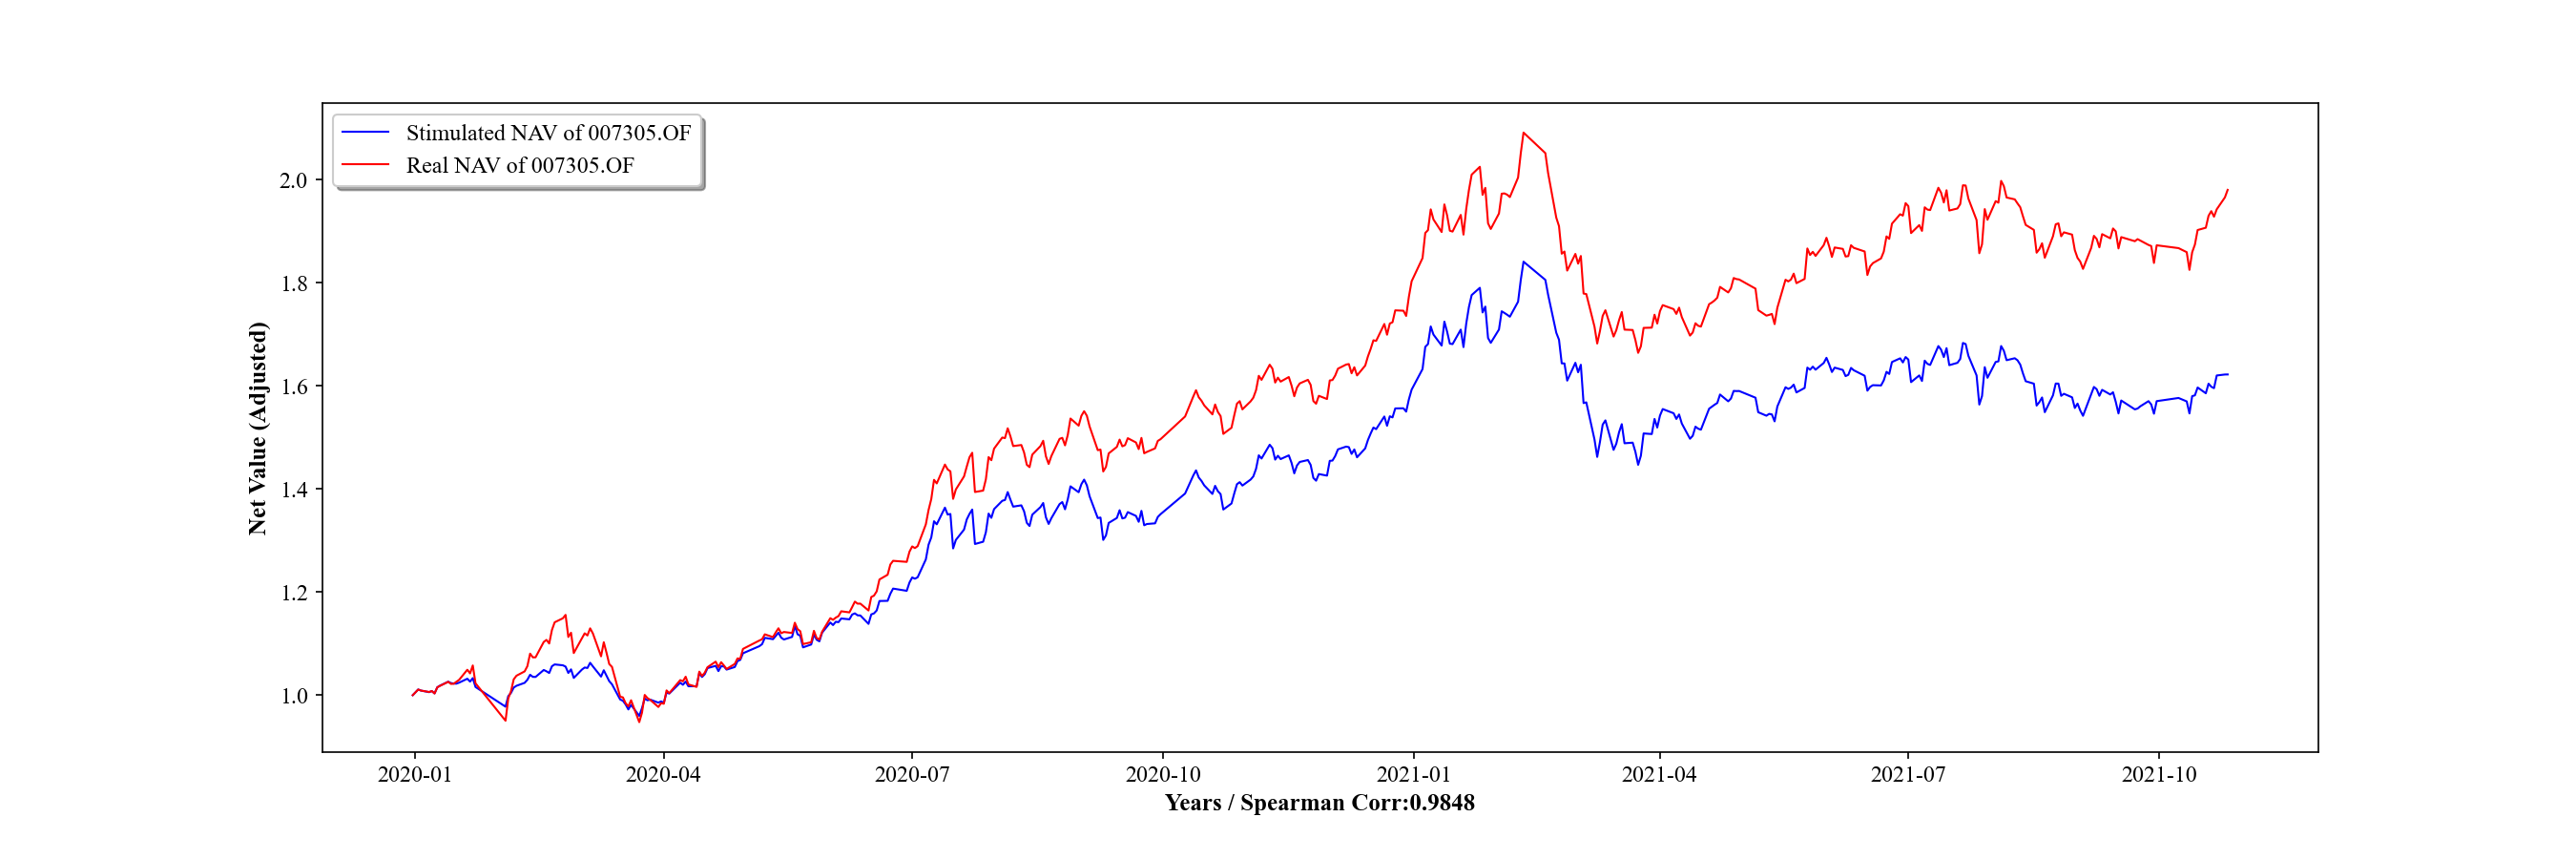 Stimulated NAV of 007305.OF
Real NAV of 007305.OF
Net Value (Adjusted)
2.0
1.8
1.6
1.4
1.2
1.0
2020-01 2020-04 2020-07 2020-10 2021-01 2021-04 2021-07 2021-10
Years / Spearman Corr:0.9848